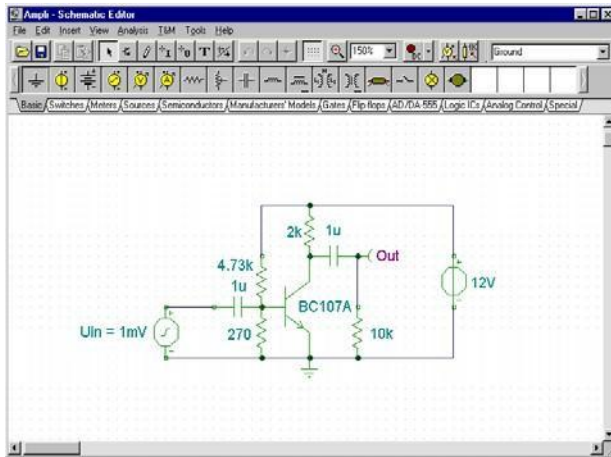 Ampli - Schematic Editor
File Edit Insert View Analysis T&M Tools Help
T 150% DC Ground
Basic Switches Meters Sources Semiconductors Manufacturers' Models Gates Flip-flops AD/DA-555 Logic ICs Analog Control Special
2k 1u
Out
4.73k
1u
12V
BC107A
Uin = 1mV
270
10k